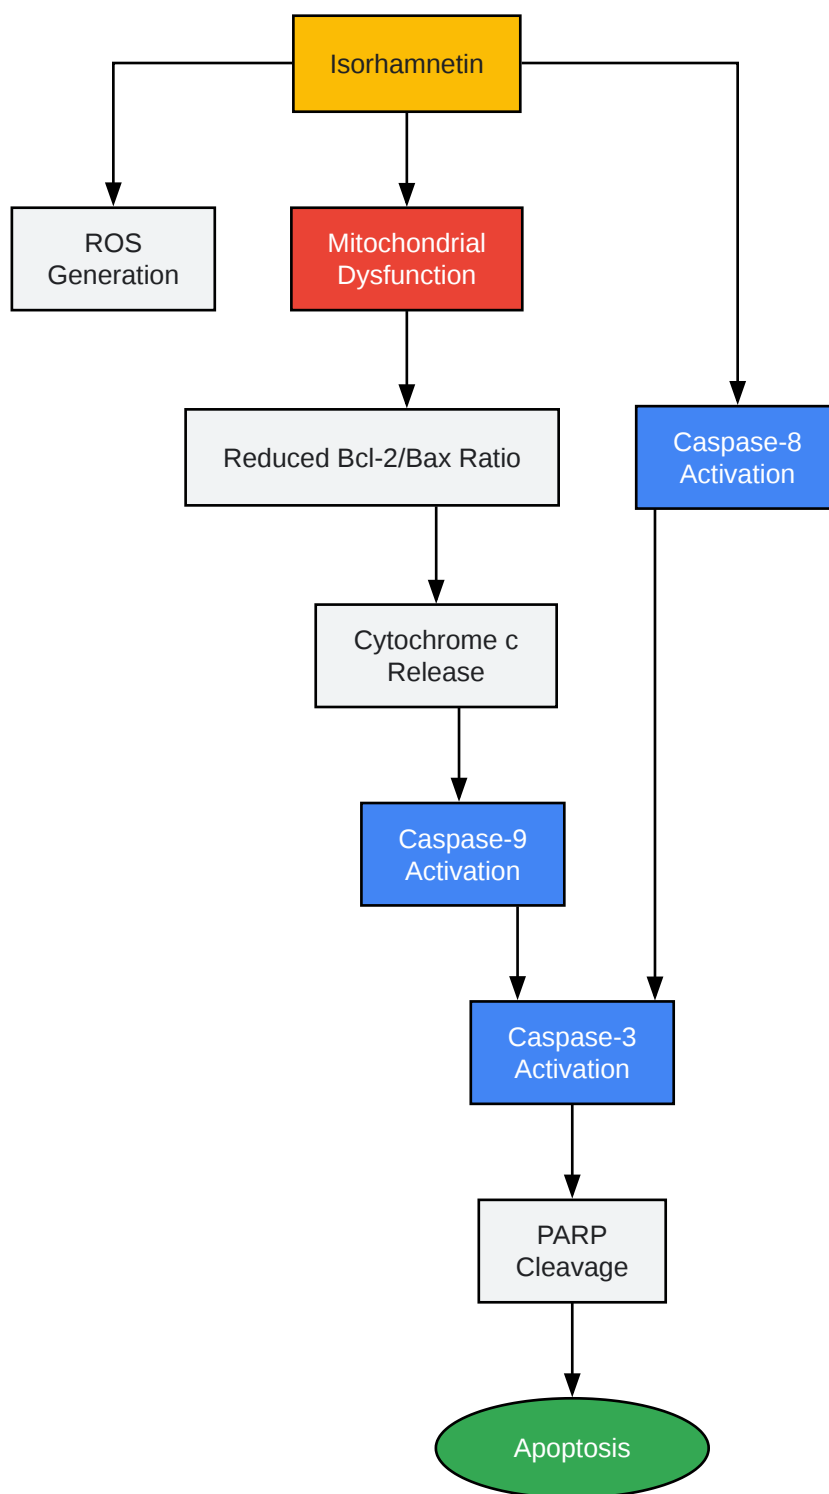 Isorhamnetin
ROS
Generation
Mitochondrial
Dysfunction
Reduced Bcl-2/Bax Ratio
Caspase-8
Activation
Cytochrome c
Release
Caspase-9
Activation
Caspase-3
Activation
PARP
Cleavage
Apoptosis